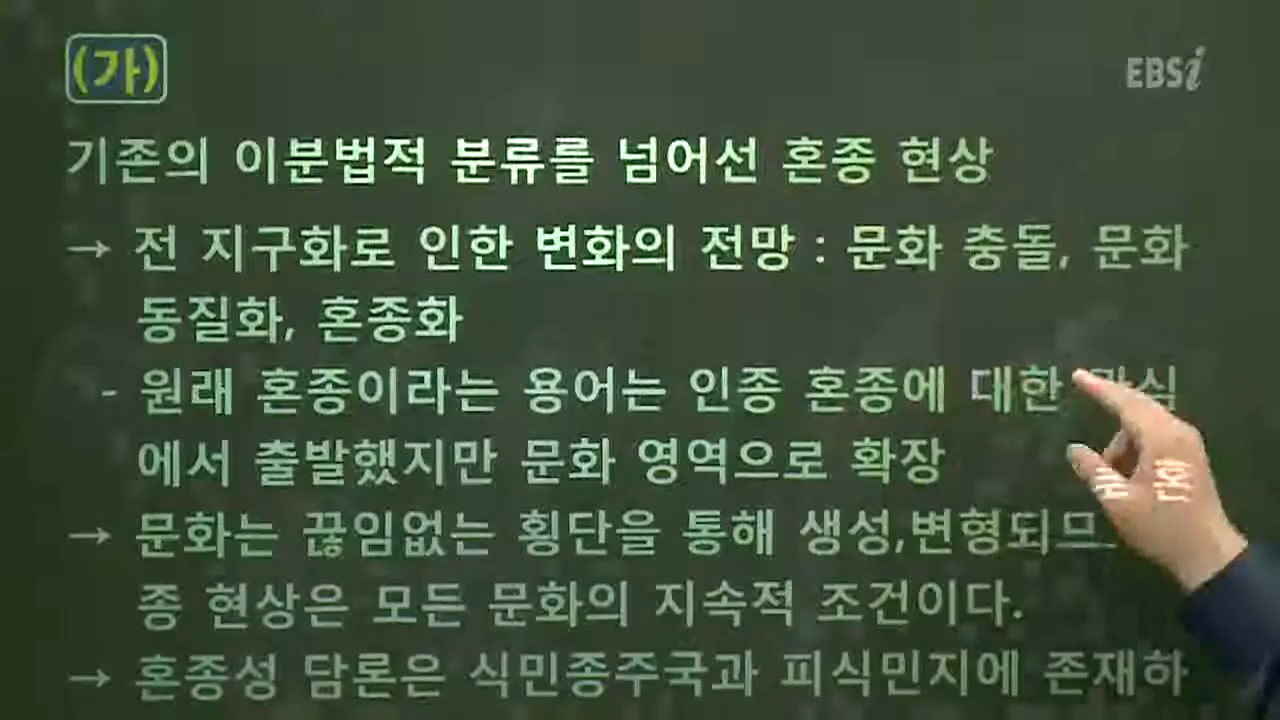 (가)
EBSi
기존의 이분법적 분류를 넘어선 혼종 현상
→ 전 지구화로 인한 변화의 전망 : 문화 충돌, 문화
동질화, 혼종화
- 원래 혼종이라는 용어는 인종 혼종에 대한
에서 출발했지만 문화 영역으로 확장
→ 문화는 끊임없는 횡단을 통해 생성,변형되므
종 현상은 모든 문화의 지속적 조건이다.
→ 혼종성 담론은 식민종주국과 피식민지에 존재하